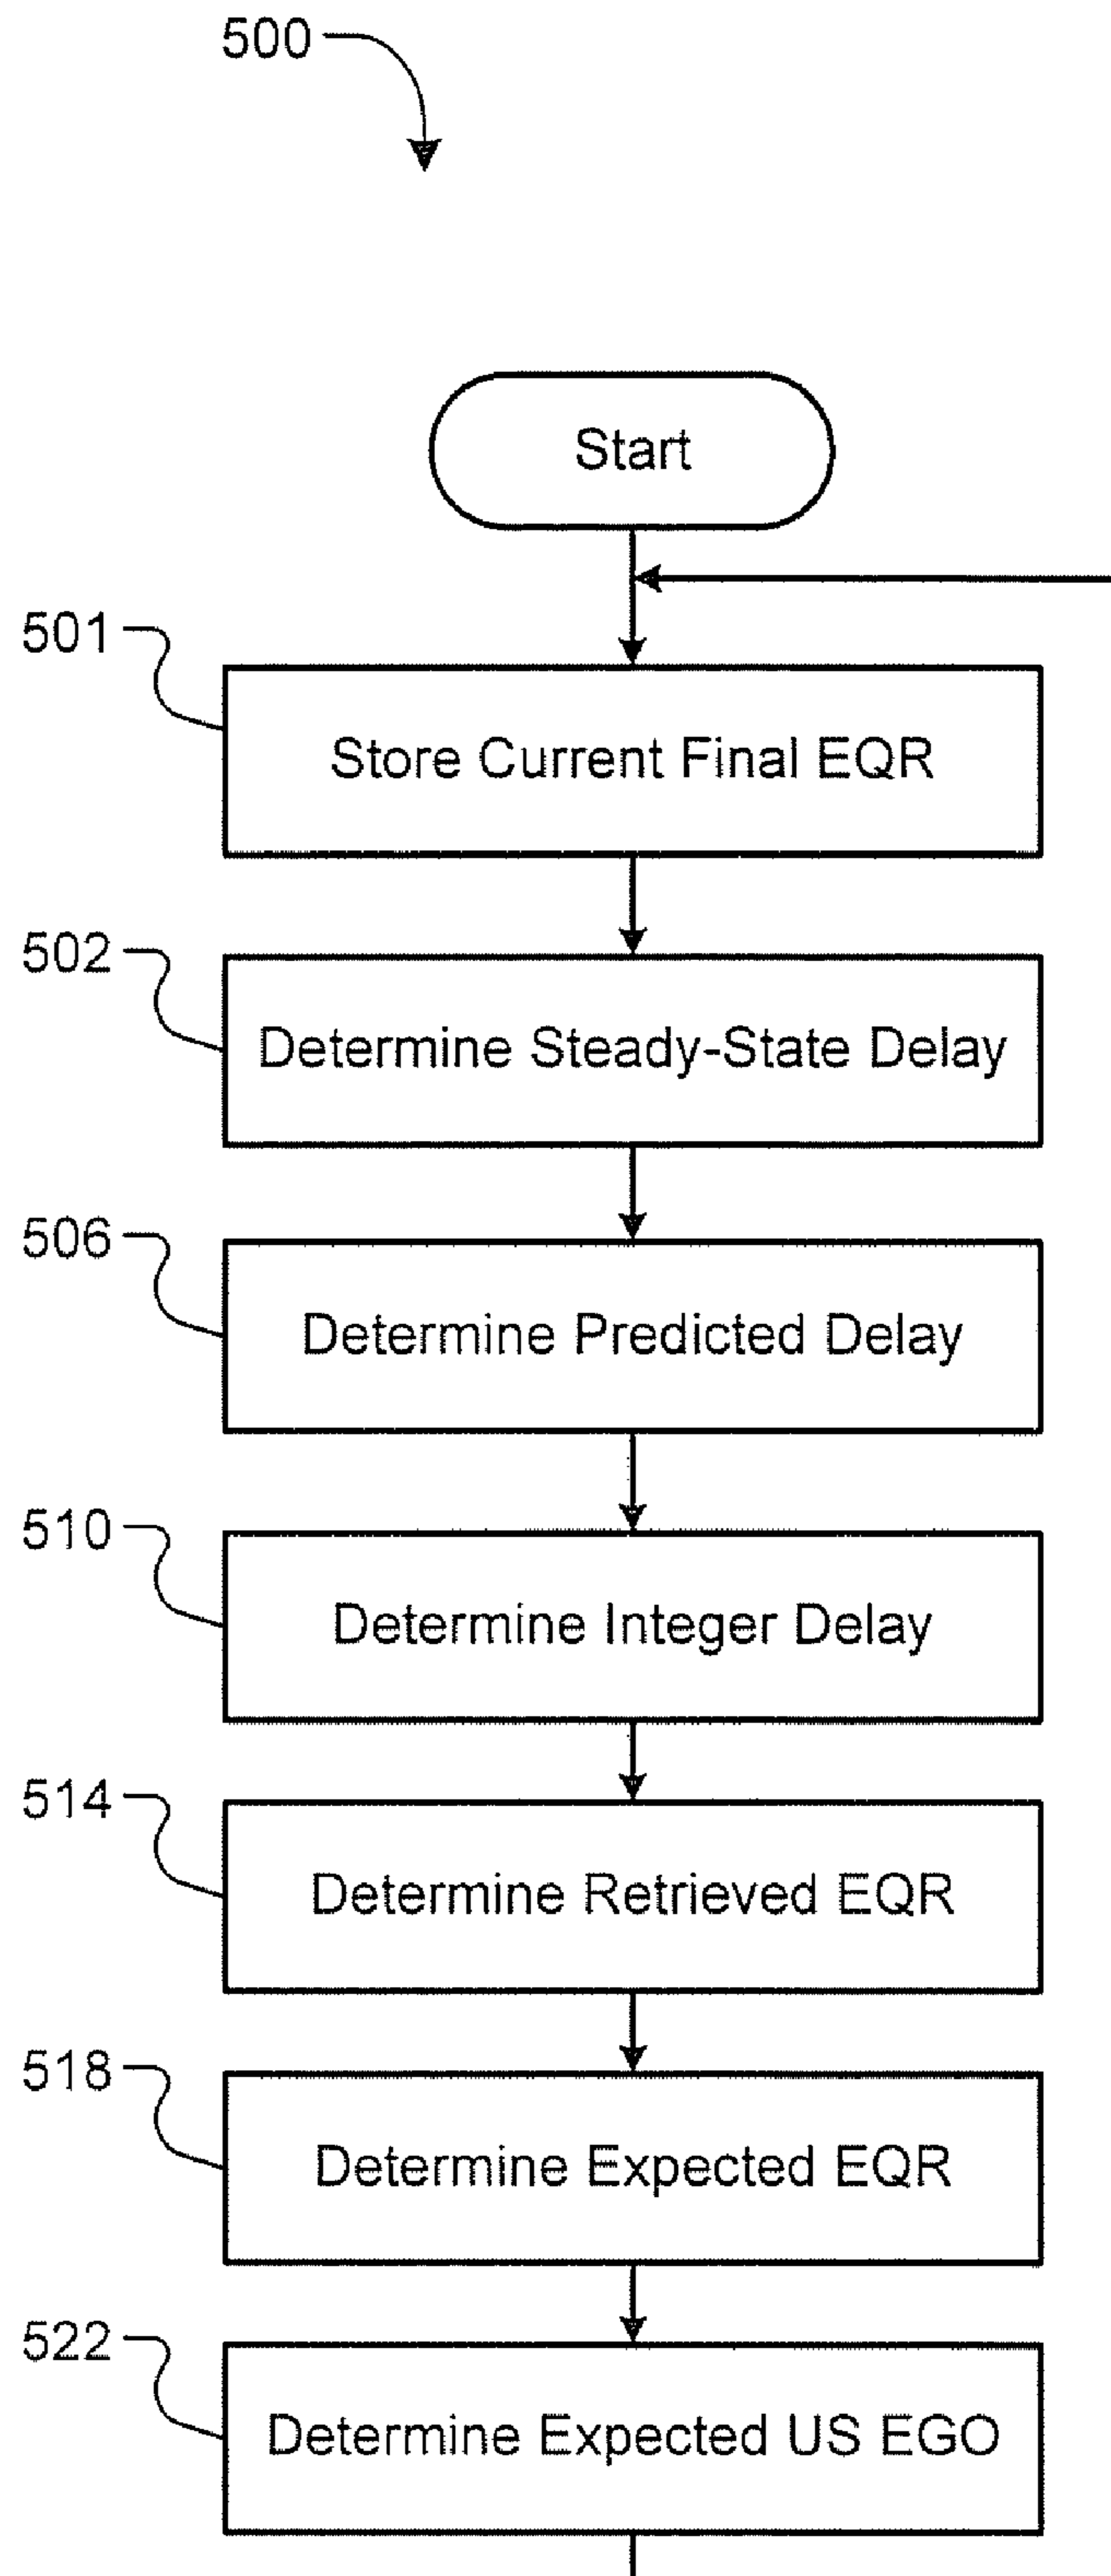 500
Start
501
Store Current Final EQR
502
Determine Steady-State Delay
506
Determine Predicted Delay
510
Determine Integer Delay
514
Determine Retrieved EQR
518
Determine Expected EQR
522
Determine Expected US EGO